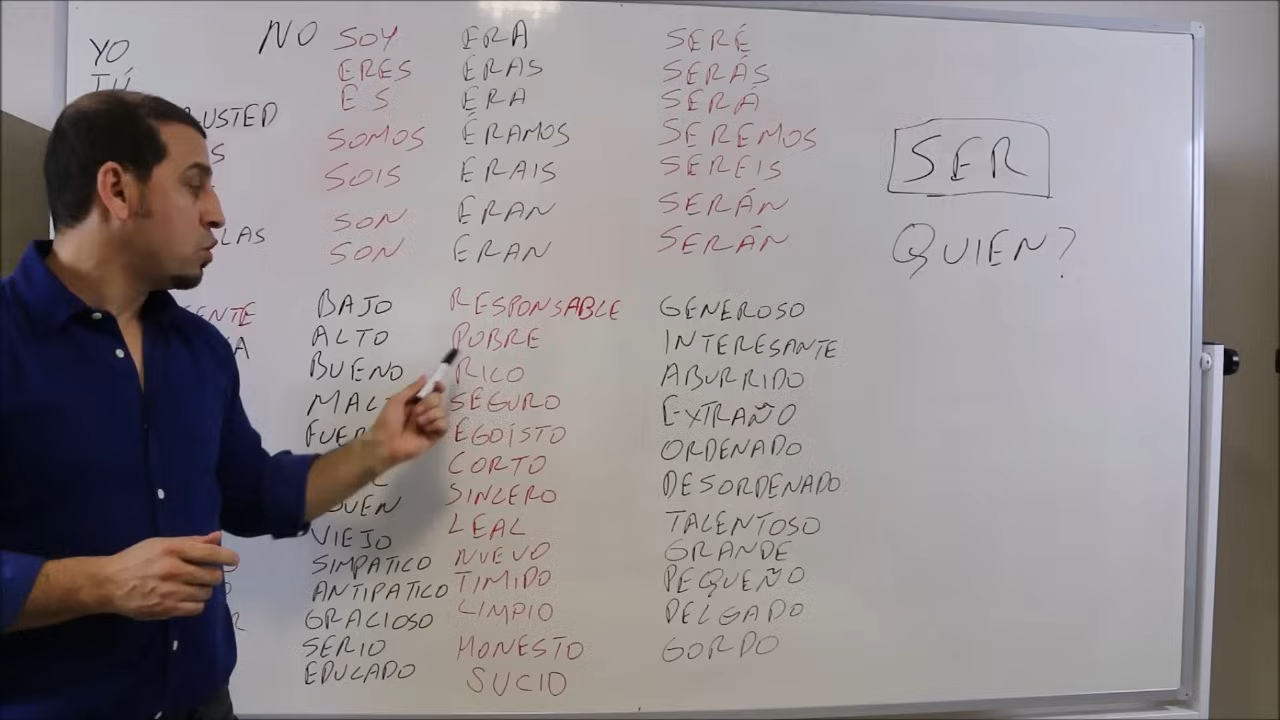 YO NO SOY ERA SERÉ
TÚ ERES ERAS SERÁS
USTED ES ERA SERÁ
SOMOS ÉRAMOS SEREMOS
SOIS ERAIS SEREIS
SON ERAN SERÁN
SON ERAN SERÁN
SER
QUIEN?
BAJO RESPONSABLE GENEROSO
ALTO POBRE INTERESANTE
BUENO RICO ABURRIDO
SEGURO EXTRAÑO
EGOÍSTO ORDENADO
CORTO DESORDENADO
SINCERO TALENTOSO
VIEJO LEAL GRANDE
SIMPATICO NUEVO PEQUEÑO
ANTIPATICO TIMIDO DELGADO
GRACIOSO LIMPIO GORDO
SERIO HONESTO
EDUCADO SUCIO